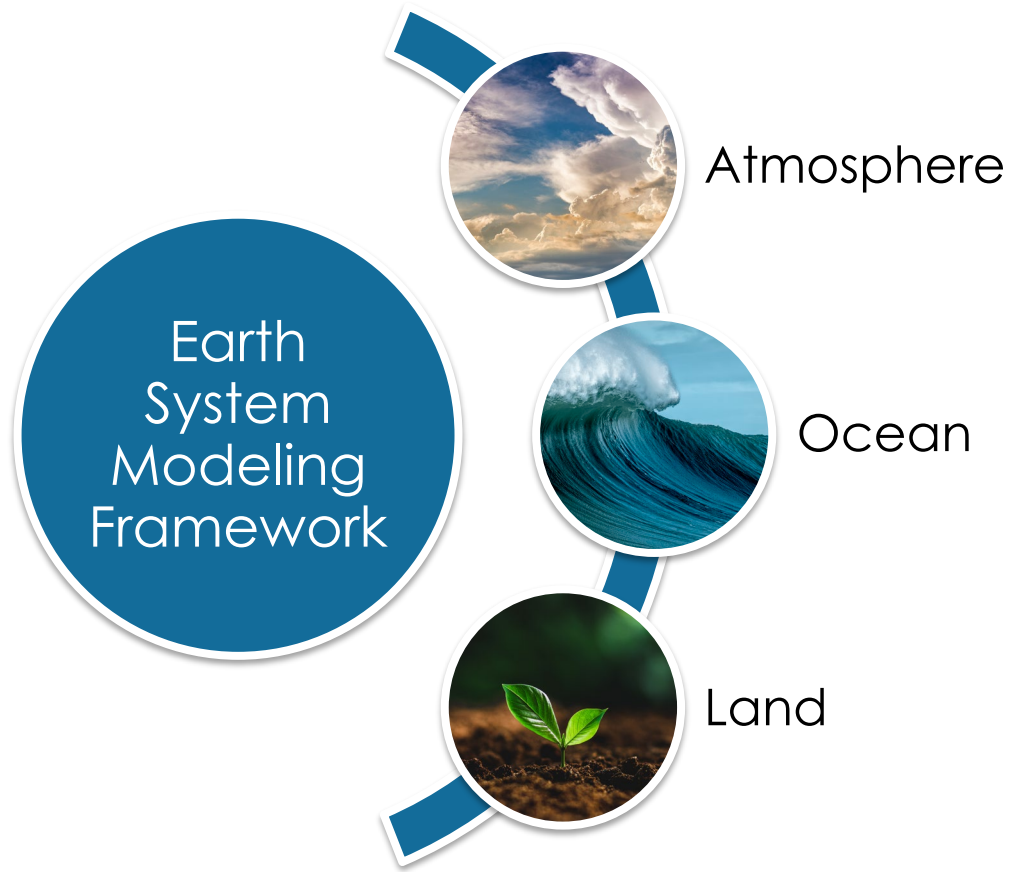 Earth
System
Modeling
Framework
Atmosphere
Ocean
Land